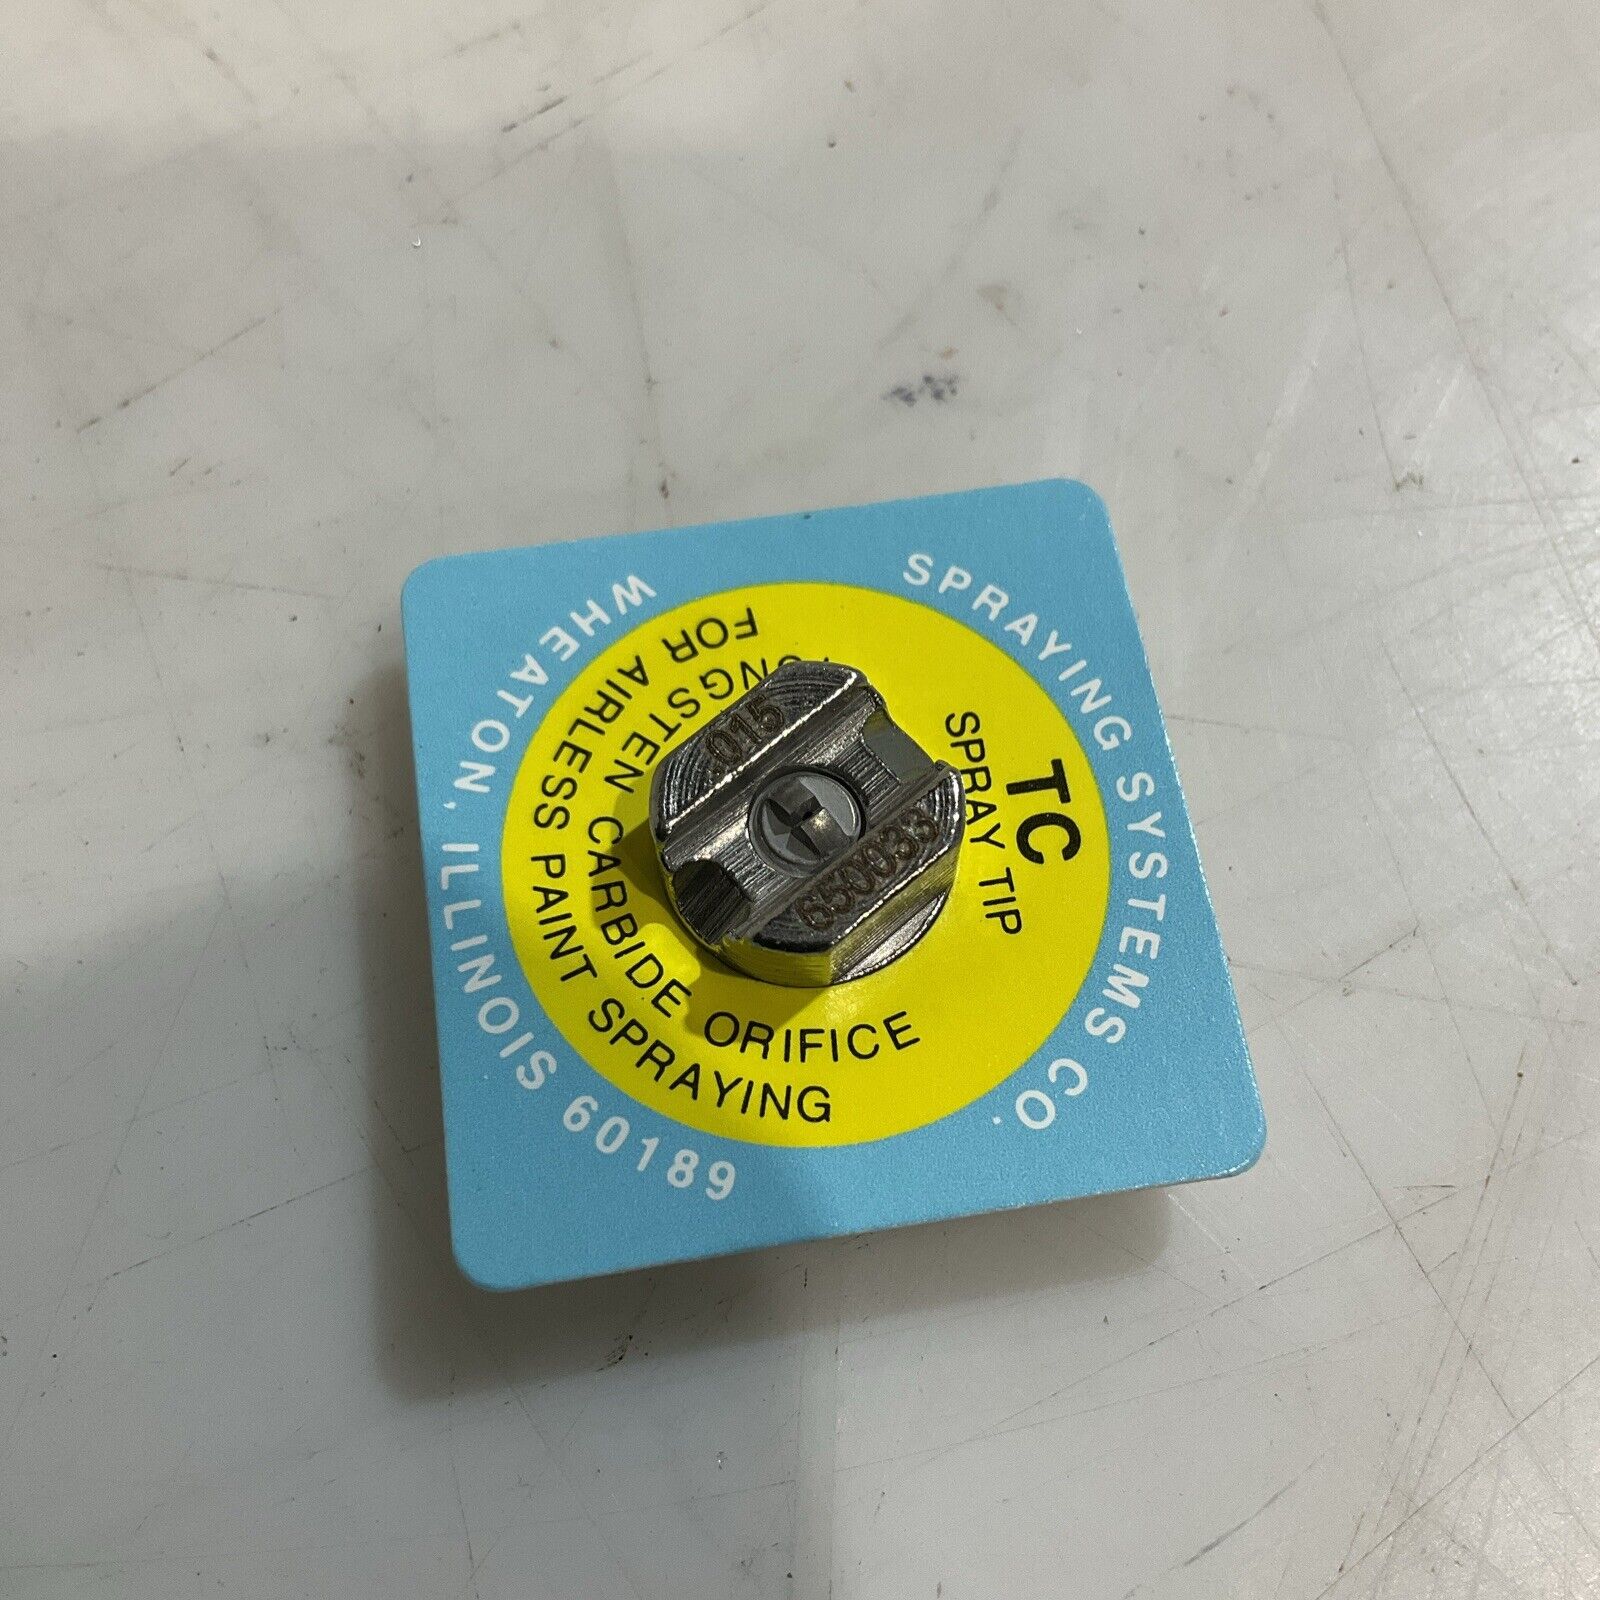 SPRAYING SYSTEMS CO.
WHEATON, ILLINOIS 60189
TC
SPRAY TIP
TUNGSTEN CARBIDE ORIFICE
FOR AIRLESS PAINT SPRAYING
.015
650033